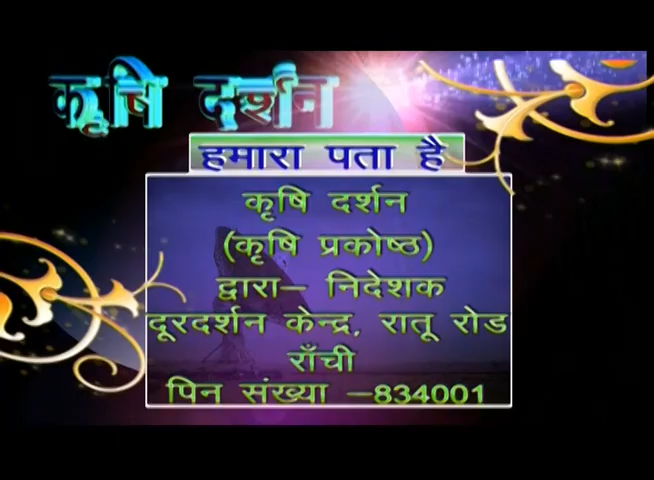 कृषि दर्शन
हमारा पता है
कृषि दर्शन
(कृषि प्रकोष्ठ)
द्वारा– निदेशक
दूरदर्शन केन्द्र, रातू रोड
राँची
पिन संख्या –834001